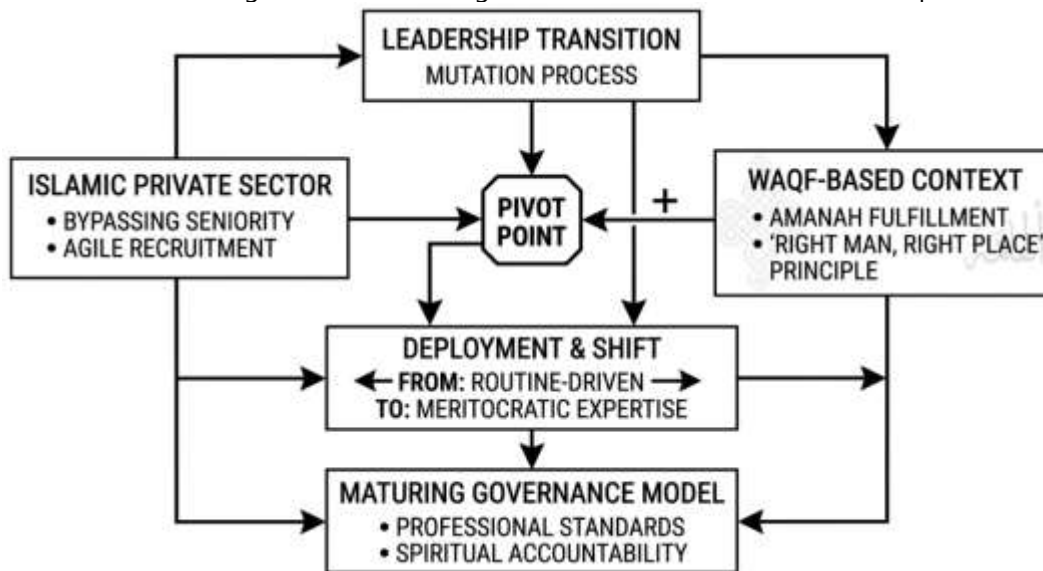 LEADERSHIP TRANSITION
MUTATION PROCESS
ISLAMIC PRIVATE SECTOR
• BYPASSING SENIORITY
• AGILE RECRUITMENT
PIVOT
POINT
+
WAQF-BASED CONTEXT
• AMANAH FULFILLMENT
• ‘RIGHT MAN, RIGHT PLACE’
PRINCIPLE
DEPLOYMENT & SHIFT
FROM: ROUTINE-DRIVEN
TO: MERITOCRATIC EXPERTISE
MATURING GOVERNANCE MODEL
• PROFESSIONAL STANDARDS
• SPIRITUAL ACCOUNTABILITY